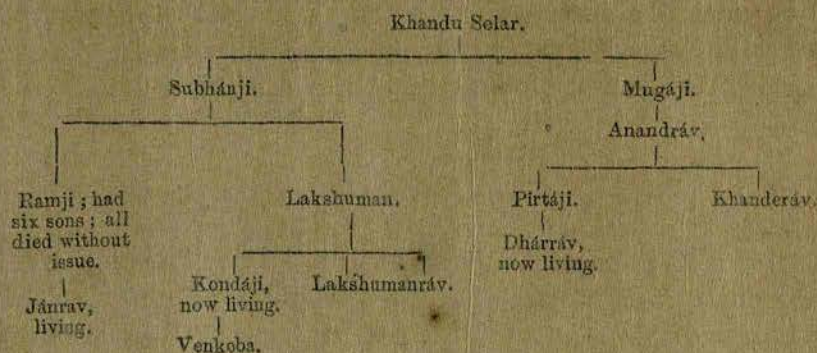 Khandu Selar.
Subhánji.
Mugáji.
Anandráv,
Ramji ; had
six sons ; all
died without
issue.
Jánrav,
living.
Lakshuman.
Kondáji,
now living.
Venkoba.
Lakshumanráv.
Pirtáji.
Dhárráv,
now living.
Khanderáv.